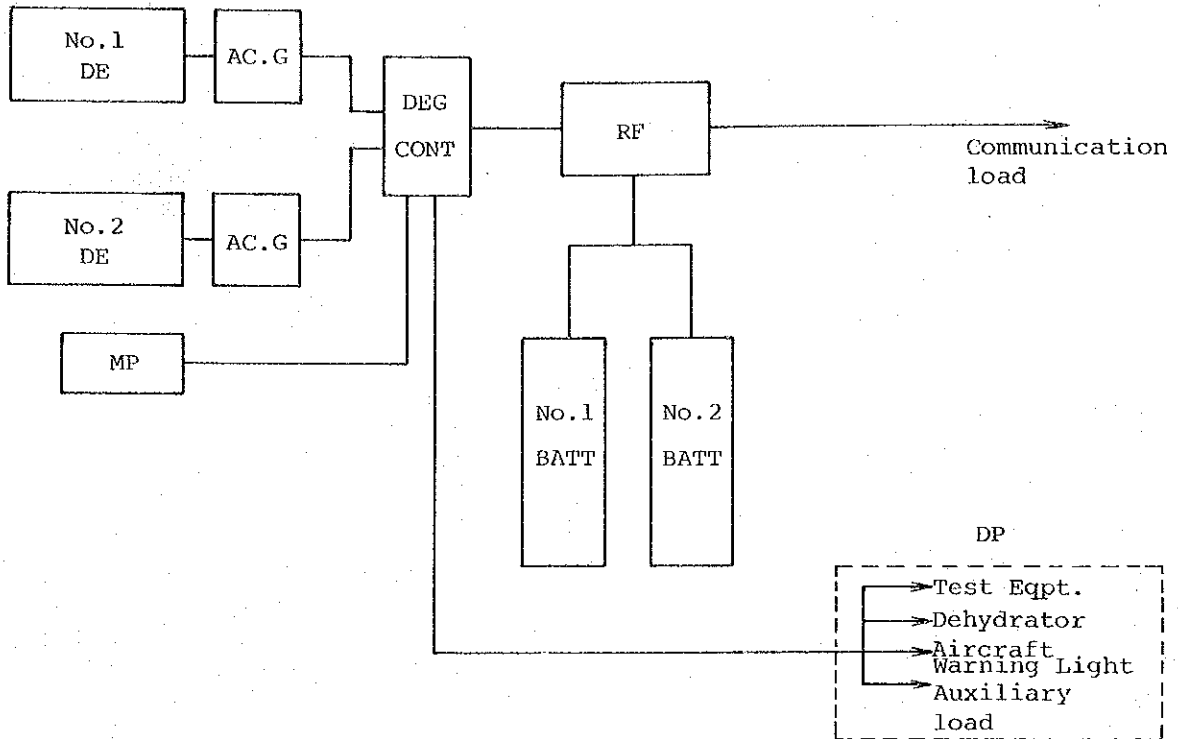 No.1
DE
AC.G
DEG
CONT
RF
Communication
load
No.2
DE
AC.G
MP
No.1
BATT
No.2
BATT
DP
Test Eqpt.
Dehydrator
Aircraft
Warning Light
Auxiliary
load